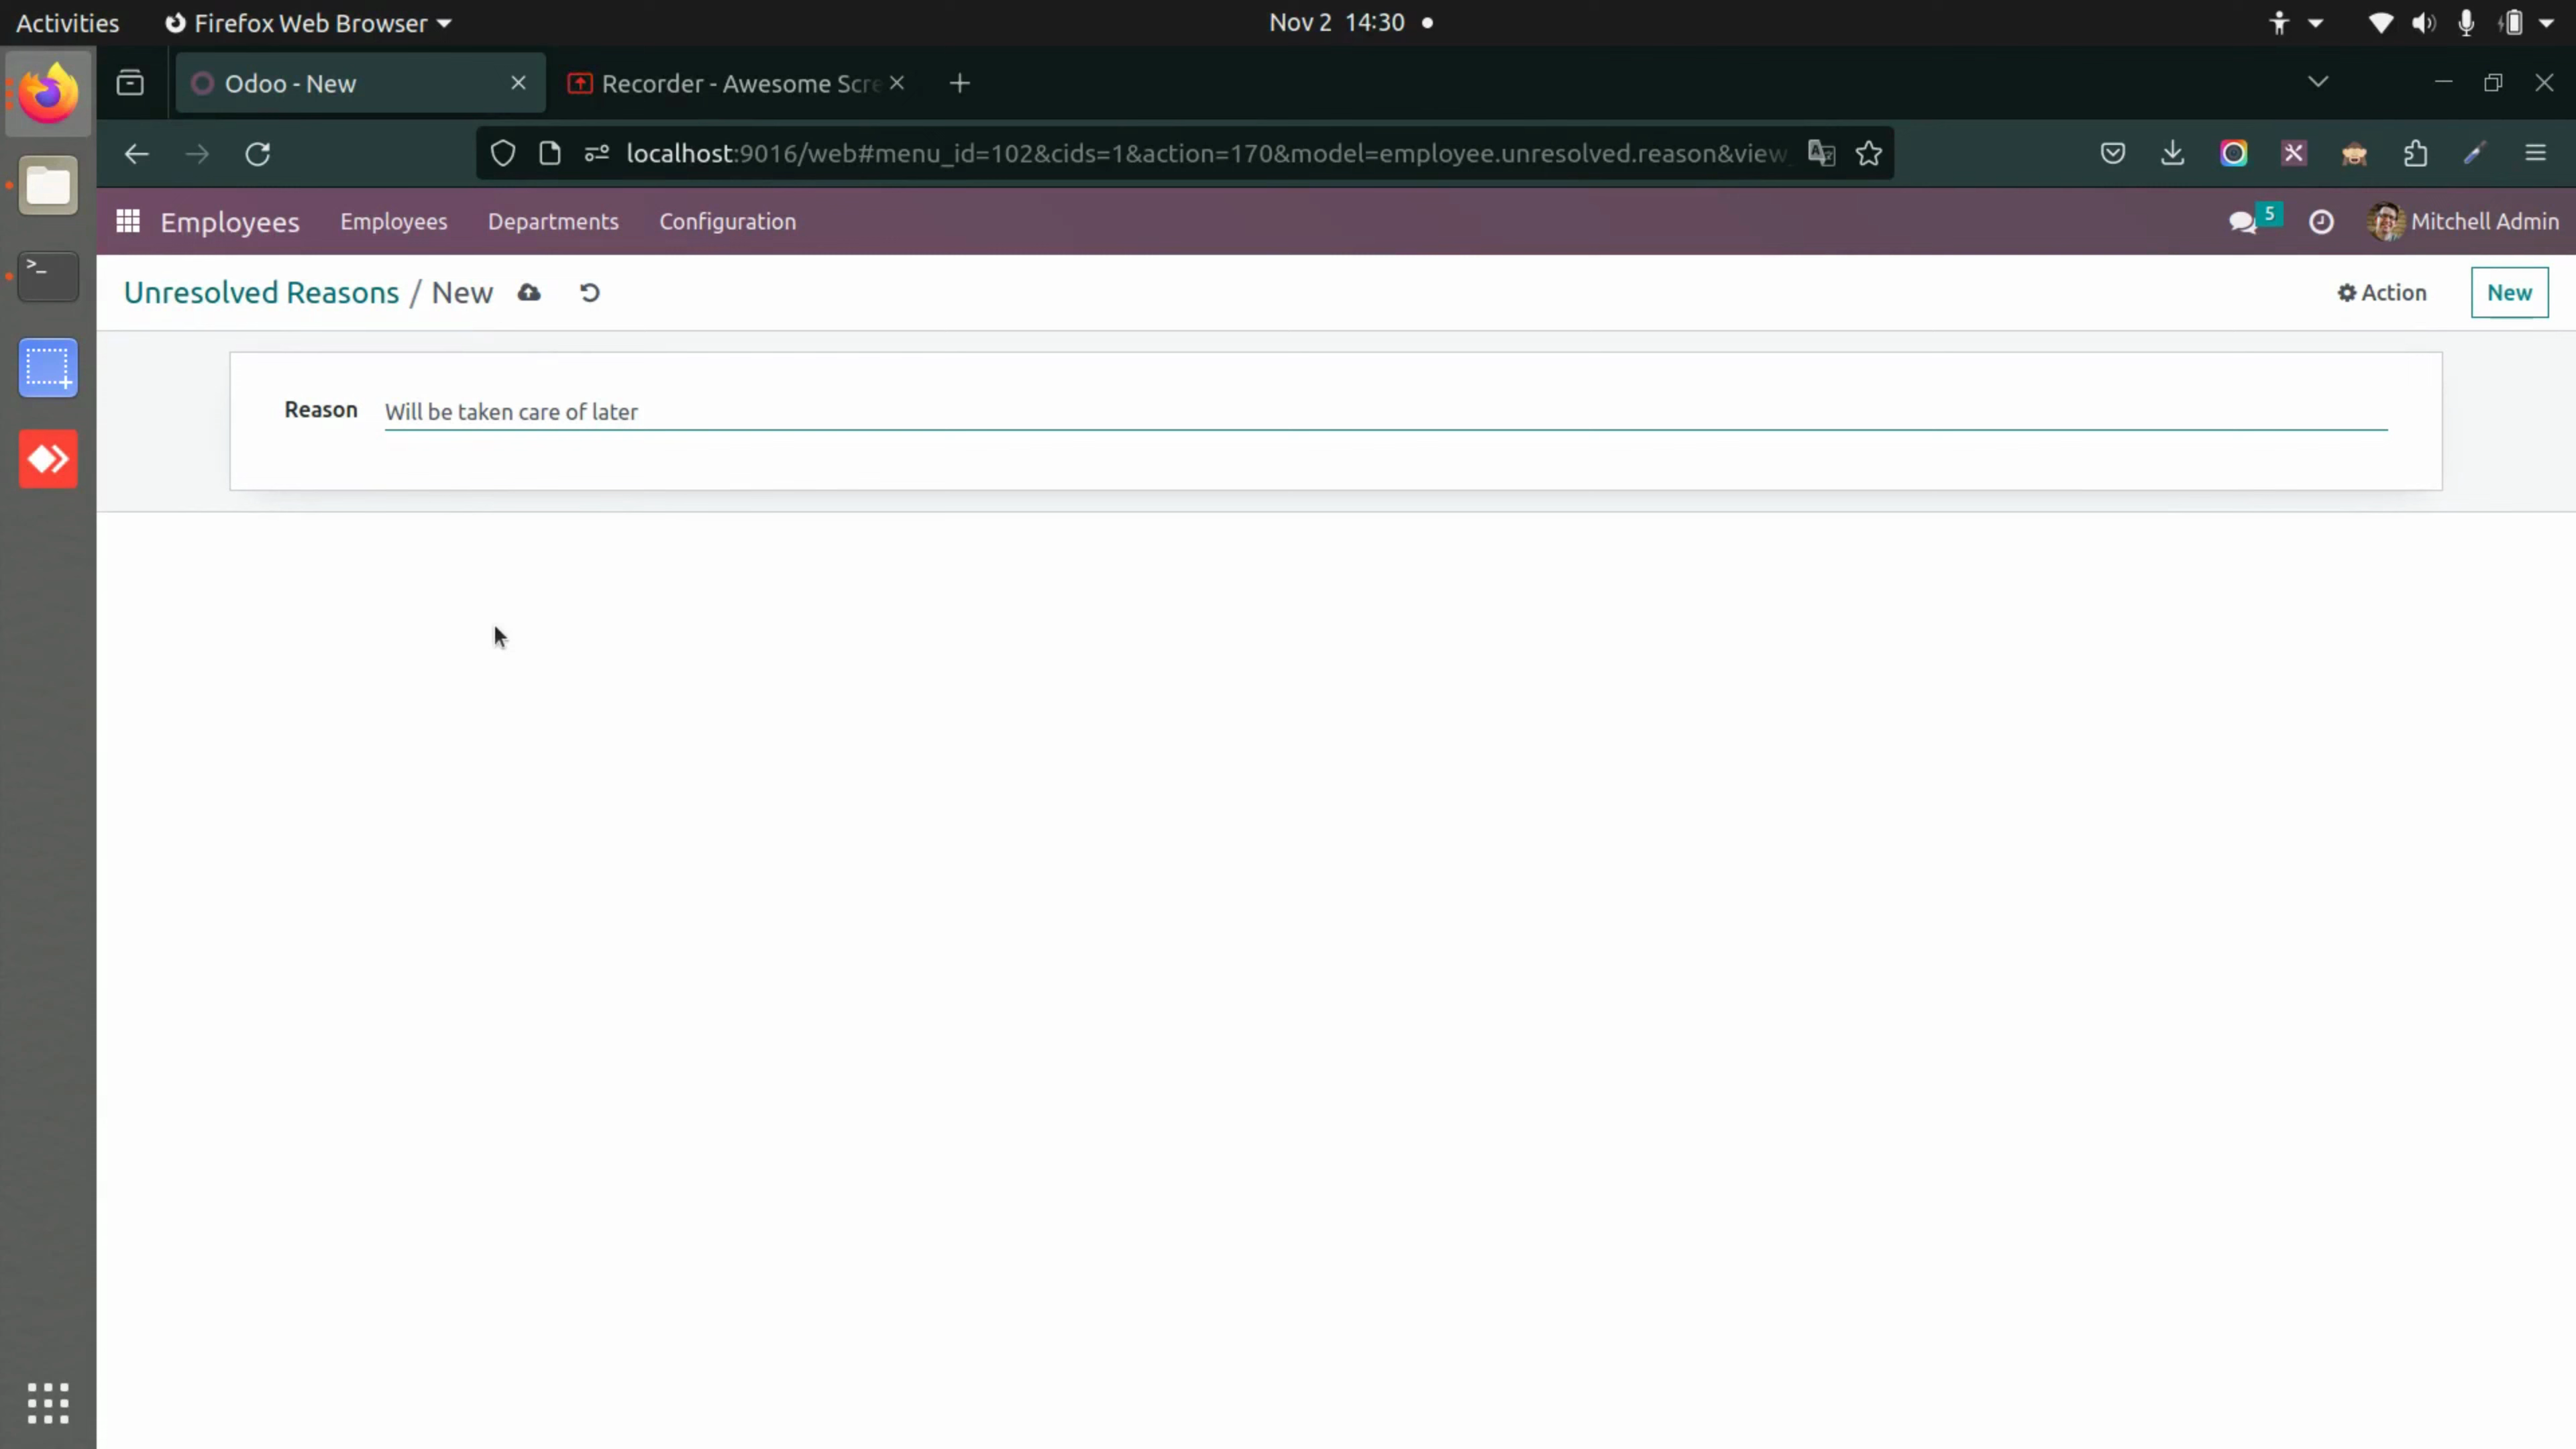 Activities Firefox Web Browser Nov 2 14:30
Odoo - New Recorder - Awesome Scre
localhost:9016/web#menu_id=102&cids=1&action=170&model=employee.unresolved.reason&view_
Employees Employees Departments Configuration 5 Mitchell Admin
Unresolved Reasons / New Action New
Reason Will be taken care of later